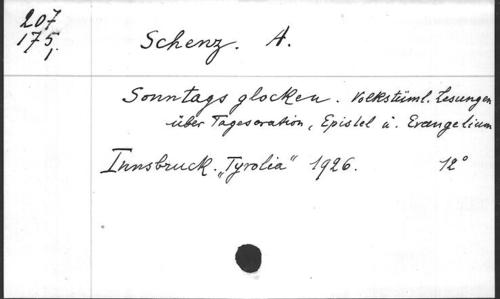 207
175,
1.
Schenz. A.
Sonntagsglocken. Volkstüml. Lesungen
über Tagesoration, Epistel u. Evangelium
Innsbruck. „Tyrolia" 1926. 12°